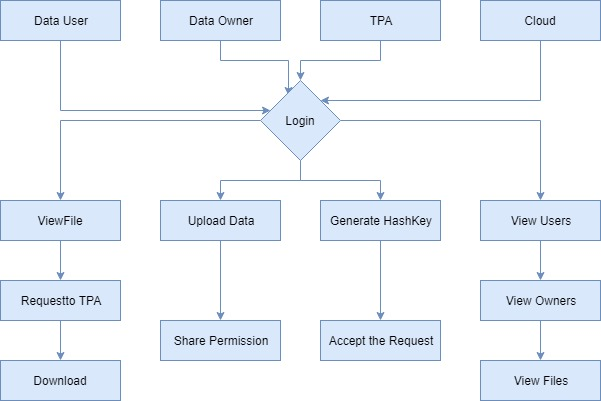 Data User
Data Owner
TPA
Cloud
Login
ViewFile
Upload Data
Generate HashKey
View Users
Requestto TPA
View Owners
Share Permission
Accept the Request
Download
View Files